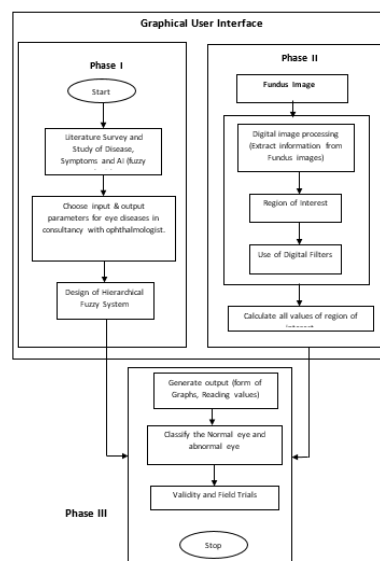 Graphical User Interface
Phase I
Start
Literature Survey and
Study of Disease,
Symptoms and AI (fuzzy
Choose input & output
parameters for eye diseases in
consultancy with ophthalmologist.
Design of Hierarchical
Fuzzy System
Phase II
Fundus Image
Digital image processing
(Extract information from
Fundus images)
Region of Interest
Use of Digital Filters
Calculate all values of region of
Generate output (form of
Graphs, Reading values)
Classify the Normal eye and
abnormal eye
Validity and Field Trials
Phase III
Stop